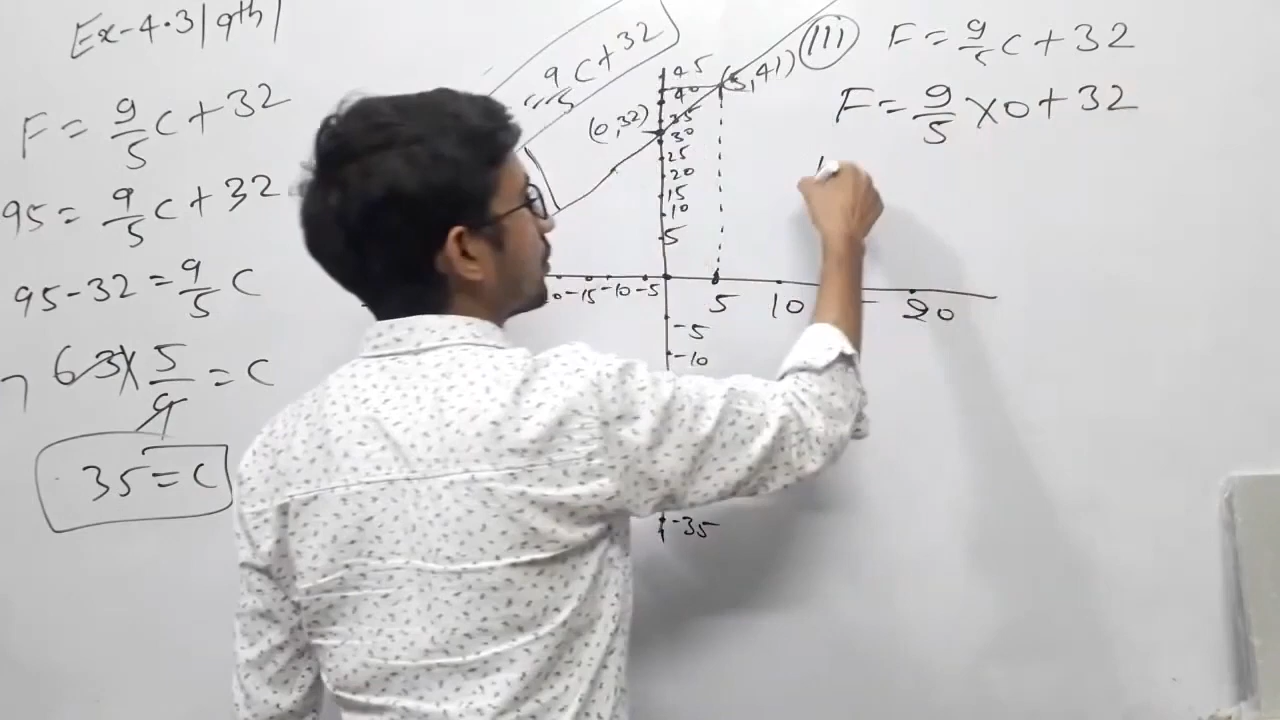 Ex-4.3|9th|
F = 9/5 C + 32
95 = 9/5 C + 32
95-32 = 9/5 C
63 X 5/9 = C
35 = C
9/5 C + 32
(0,32)
(5,41)
45
40
35
30
25
20
15
10
5
-15 -10 -5
5 10 20
-5
-10
-35
(III) F = 9/5 C + 32
F = 9/5 X 0 + 32